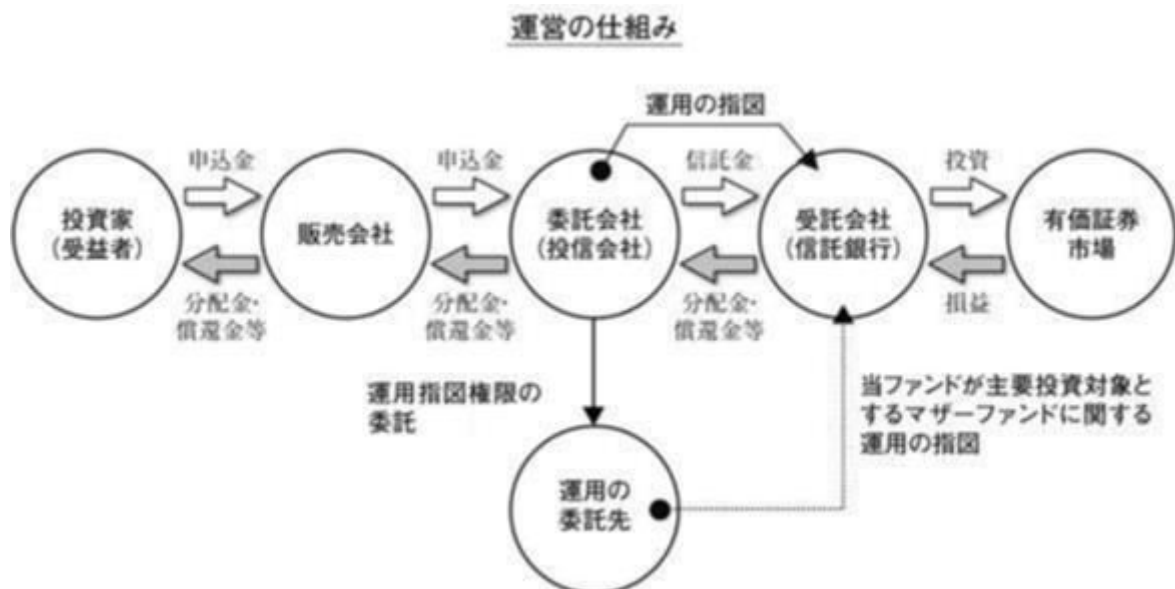 運営の仕組み
運用の指図
申込金
申込金
信託金
投資
投資家
(受益者)
販売会社
委託会社
(投信会社)
受託会社
(信託銀行)
有価証券
市場
分配金・
償還金等
分配金・
償還金等
分配金・
償還金等
損益
運用指図権限の
委託
当ファンドが主要投資対象と
するマザーファンドに関する
運用の指図
運用の
委託先